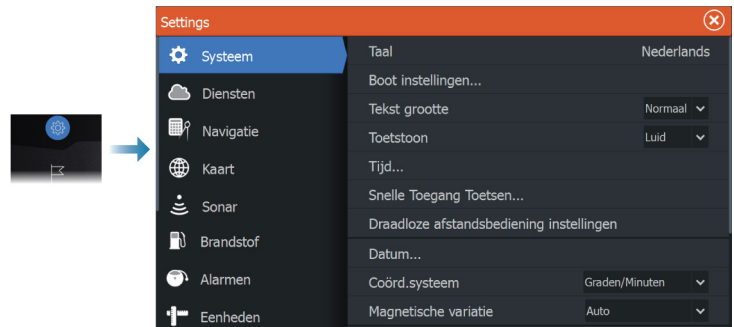 Settings
Systeem
Diensten
Navigatie
Kaart
Sonar
Brandstof
Alarmen
Eenheden
Taal Nederlands
Boot instellingen...
Tekst grootte Normaal
Toetstoon Luid
Tijd...
Snelle Toegang Toetsen...
Draadloze afstandsbediening instellingen
Datum...
Coörd.systeem Graden/Minuten
Magnetische variatie Auto